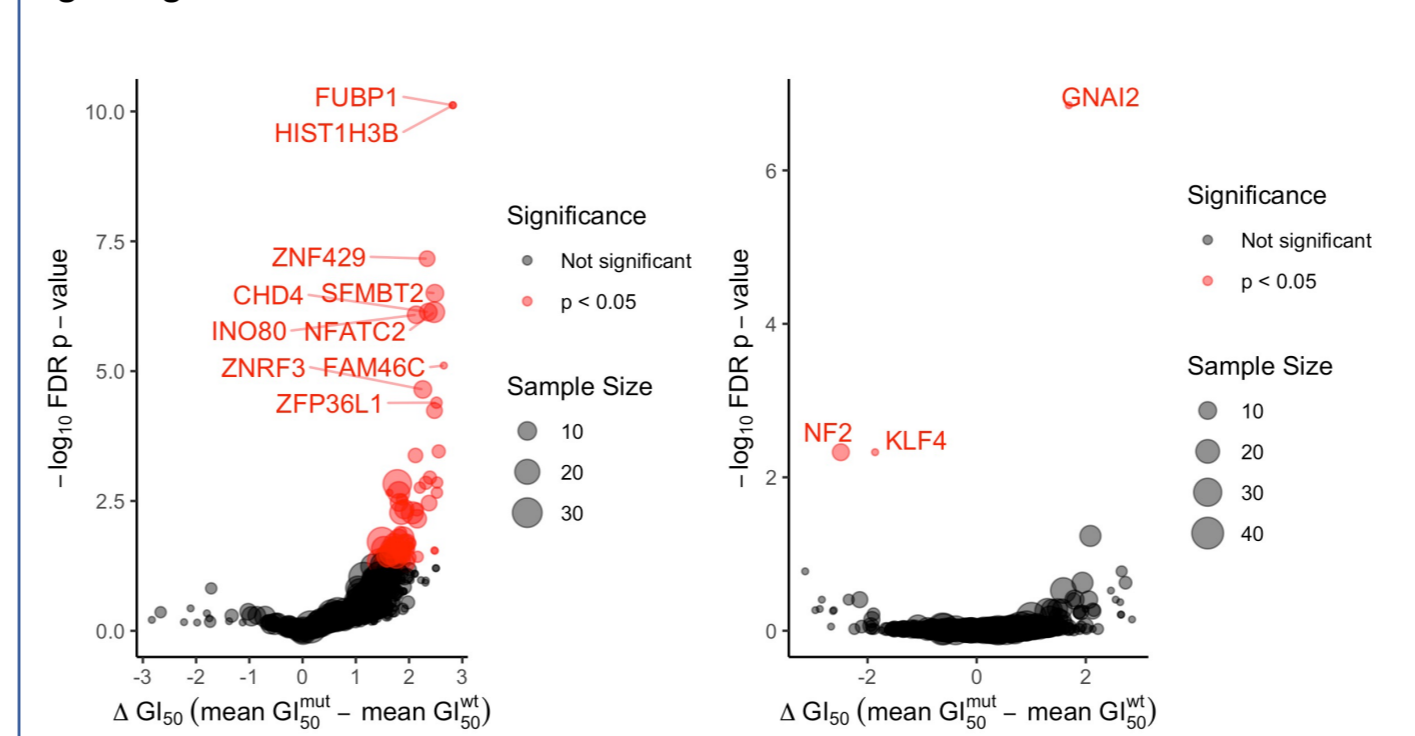 FUBP1
HIST1H3B
ZNF429
CHD4 SFMBT2
INO80 NFATC2
ZNRF3 FAM46C
ZFP36L1
10.0
7.5
5.0
2.5
0.0
-3 -2 -1 0 1 2 3
− log10 FDR p − value
Δ GI50 (mean GI50mut − mean GI50wt)
Significance
Not significant
p < 0.05
Sample Size
10
20
30
GNAI2
NF2 KLF4
6
4
2
0
-2 0 2
− log10 FDR p − value
Δ GI50 (mean GI50mut − mean GI50wt)
Significance
Not significant
p < 0.05
Sample Size
10
20
30
40